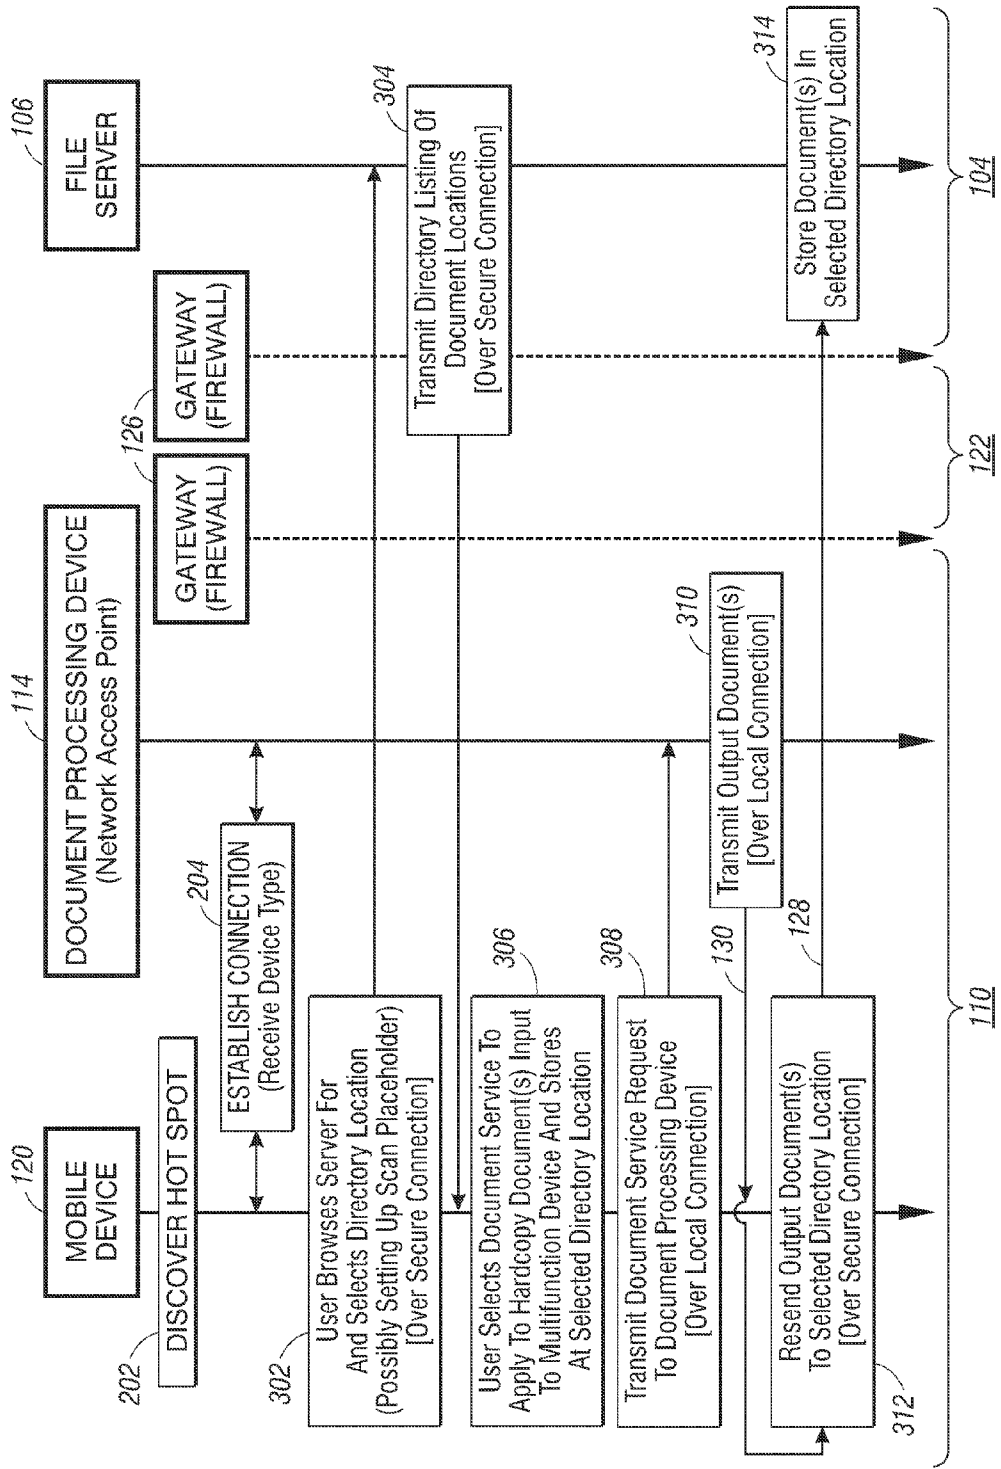 120
MOBILE
DEVICE
114
DOCUMENT PROCESSING DEVICE
(Network Access Point)
106
FILE
SERVER
126
GATEWAY
(FIREWALL)
GATEWAY
(FIREWALL)
202
DISCOVER HOT SPOT
204
ESTABLISH CONNECTION
(Receive Device Type)
302
User Browses Server For
And Selects Directory Location
(Possibly Setting Up Scan Placeholder)
[Over Secure Connection]
304
Transmit Directory Listing Of
Document Locations
[Over Secure Connection]
306
User Selects Document Service To
Apply To Hardcopy Document(s) Input
To Multifunction Device And Stores
At Selected Directory Location
308
Transmit Document Service Request
To Document Processing Device
[Over Local Connection]
310
Transmit Output Document(s)
[Over Local Connection]
130
128
312
Resend Output Document(s)
To Selected Directory Location
[Over Secure Connection]
314
Store Document(s) In
Selected Directory Location
110
122
104